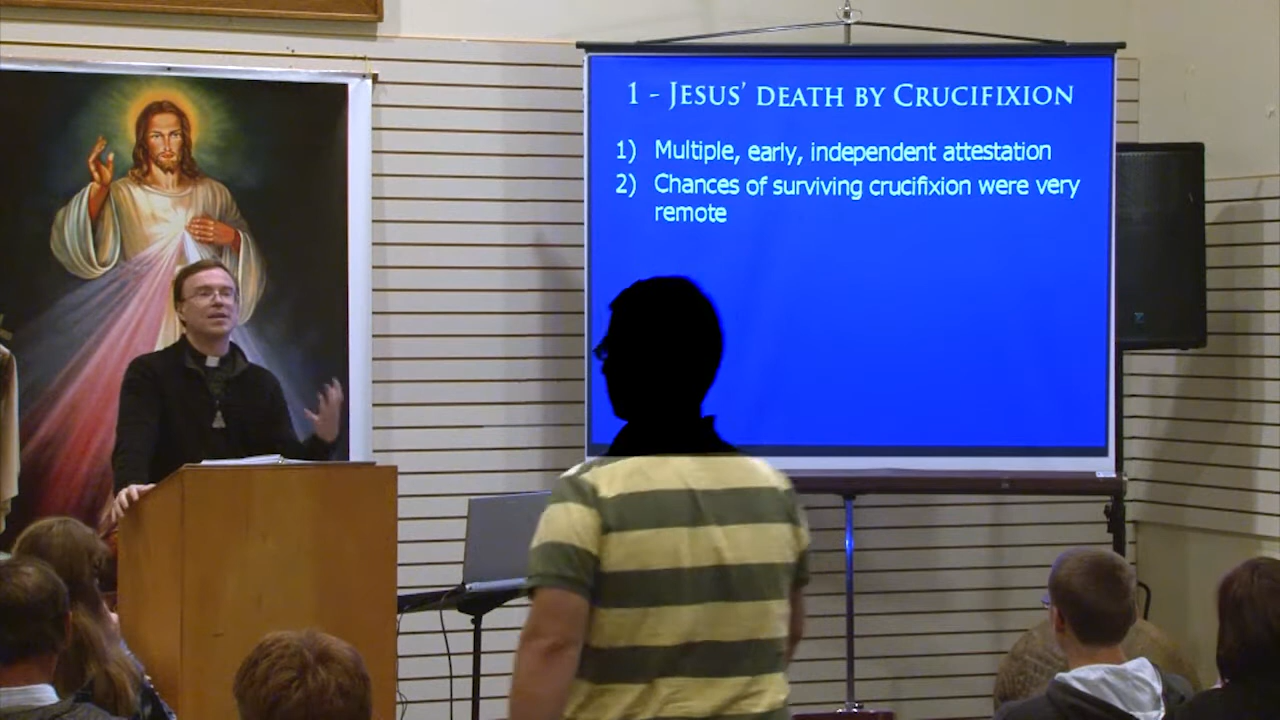 1 - Jesus' death by Crucifixion
1) Multiple, early, independent attestation
2) Chances of surviving crucifixion were very
remote